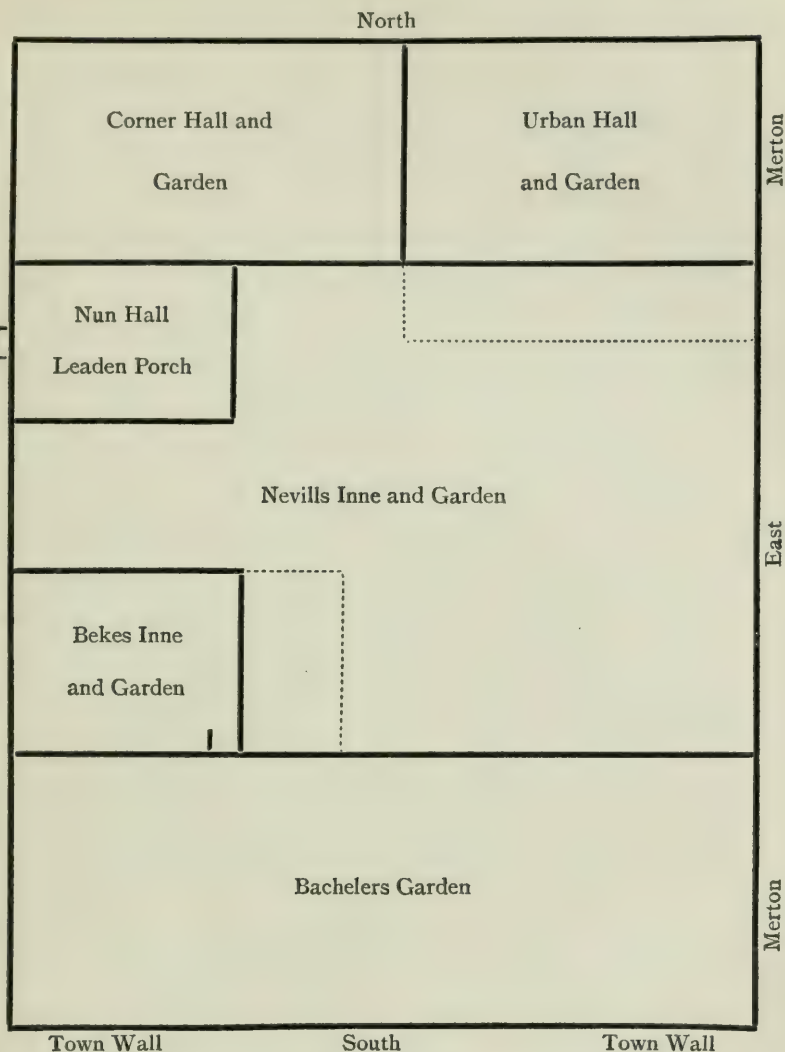 North
Corner Hall and
Garden
Urban Hall
and Garden
Merton
Nun Hall
Leaden Porch
Nevills Inne and Garden
East
Bekes Inne
and Garden
Bachelers Garden
Merton
Town Wall
South
Town Wall